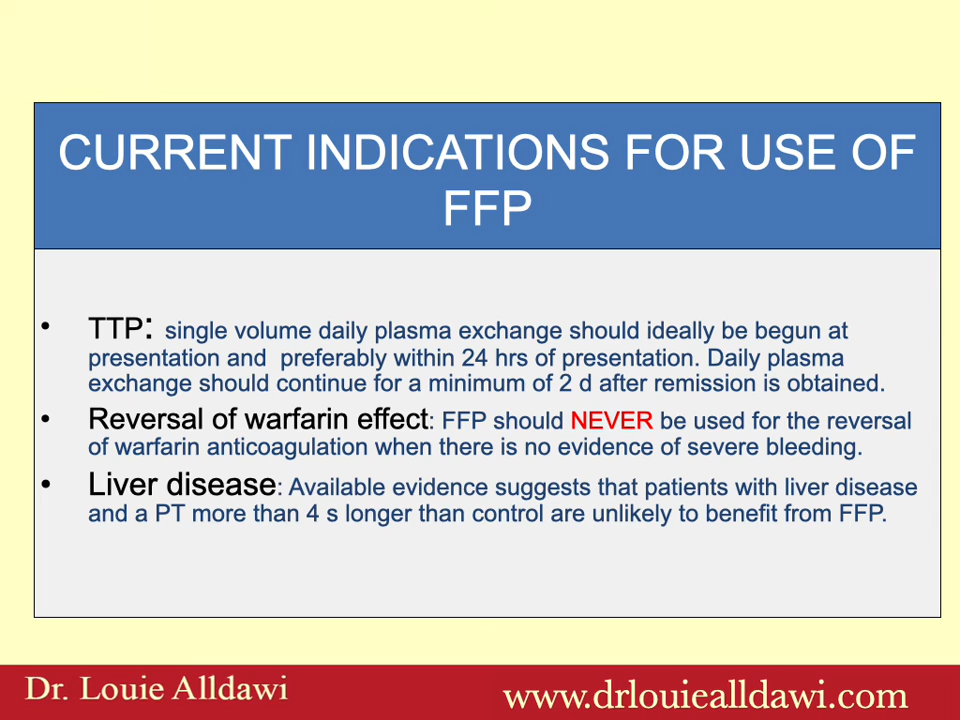 CURRENT INDICATIONS FOR USE OF
FFP
• TTP: single volume daily plasma exchange should ideally be begun at
presentation and preferably within 24 hrs of presentation. Daily plasma
exchange should continue for a minimum of 2 d after remission is obtained.
• Reversal of warfarin effect: FFP should NEVER be used for the reversal
of warfarin anticoagulation when there is no evidence of severe bleeding.
• Liver disease: Available evidence suggests that patients with liver disease
and a PT more than 4 s longer than control are unlikely to benefit from FFP.
Dr. Louie Alldawi
www.drlouiealldawi.com